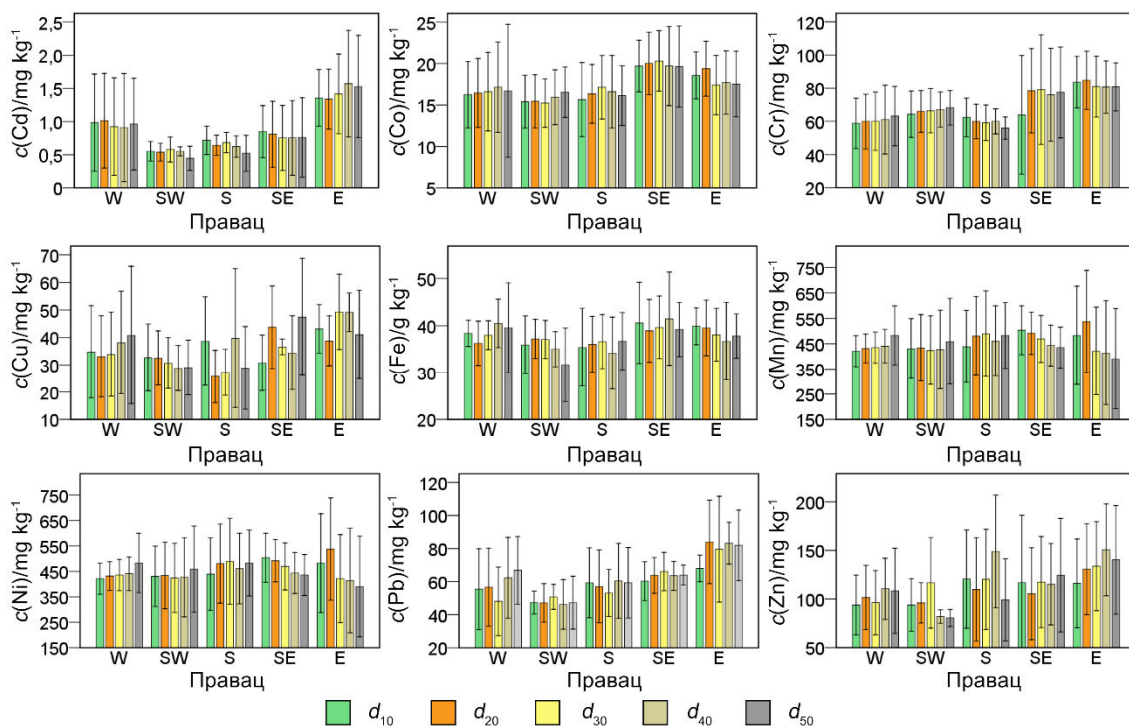 c(Cd)/mg kg⁻¹
2,5
2,0
1,5
1,0
0,5
0
W SW S SE E
Правац
c(Co)/mg kg⁻¹
25
20
15
10
5
W SW S SE E
Правац
c(Cr)/mg kg⁻¹
120
100
80
60
40
20
W SW S SE E
Правац
c(Cu)/mg kg⁻¹
70
60
50
40
30
20
10
W SW S SE E
Правац
c(Fe)/g kg⁻¹
50
40
30
20
W SW S SE E
Правац
c(Mn)/mg kg⁻¹
750
650
550
450
350
250
150
W SW S SE E
Правац
c(Ni)/mg kg⁻¹
750
650
550
450
350
250
150
W SW S SE E
Правац
c(Pb)/mg kg⁻¹
120
100
80
60
40
20
W SW S SE E
Правац
c(Zn)/mg kg⁻¹
200
150
100
50
W SW S SE E
Правац
d₁₀ d₂₀ d₃₀ d₄₀ d₅₀